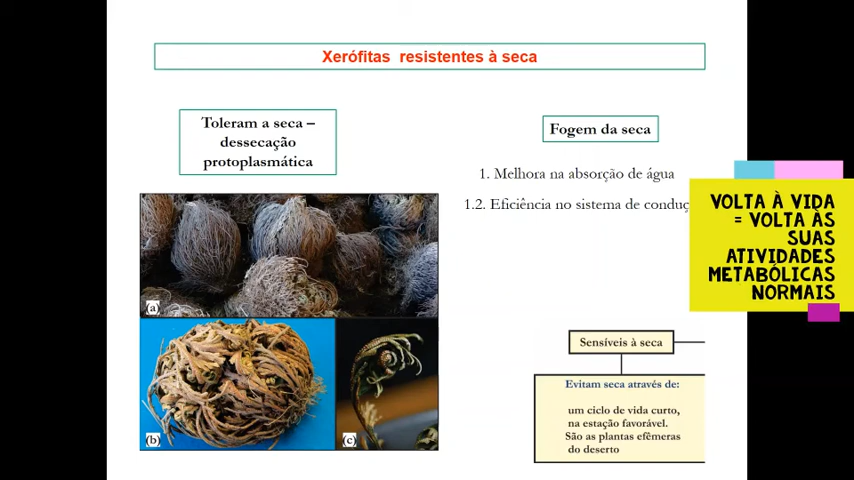 Xerófitas resistentes à seca
Toleram a seca –
dessecação
protoplasmática
Fogem da seca
1. Melhora na absorção de água
1.2. Eficiência no sistema de conduç
VOLTA À VIDA
= VOLTA ÀS
SUAS
ATIVIDADES
METABÓLICAS
NORMAIS
(a)
(b)
(c)
Sensíveis à seca
Evitam seca através de:
um ciclo de vida curto,
na estação favorável.
São as plantas efêmeras
do deserto